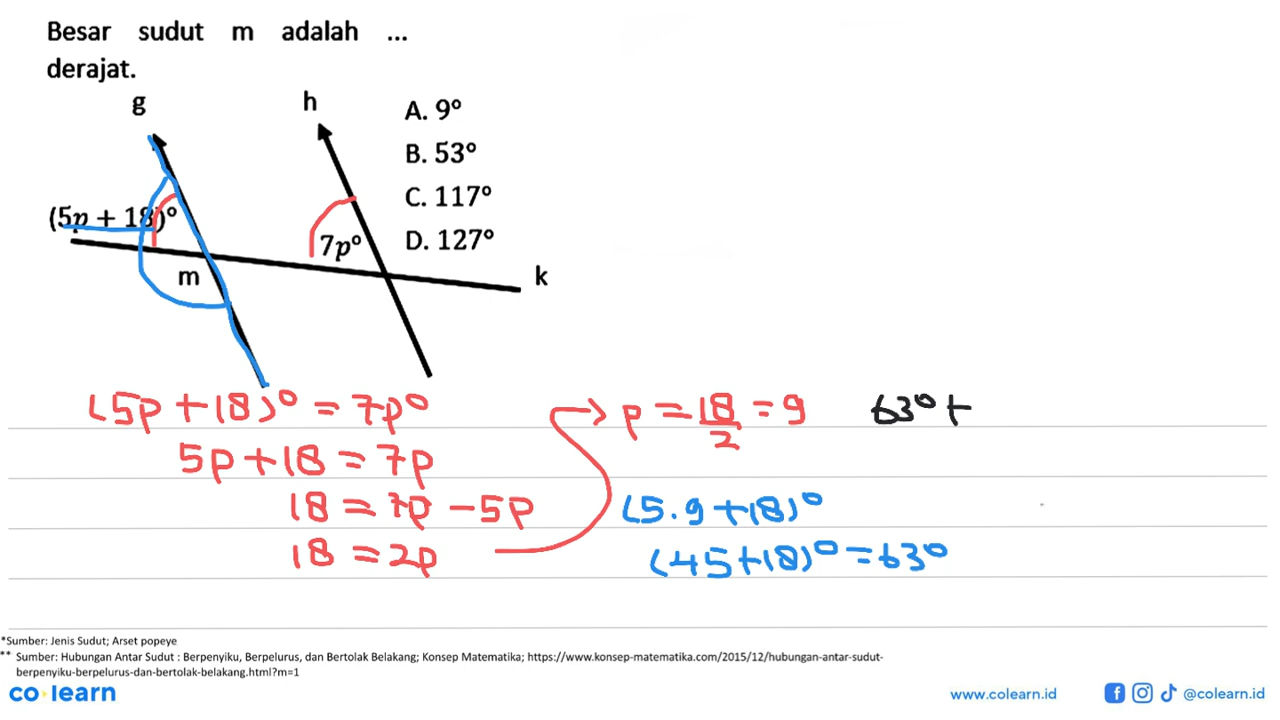 Besar sudut m adalah ...
derajat.
g
h
A. 9°
B. 53°
C. 117°
D. 127°
(5p + 18)°
7p°
m
k
(5p + 18)° = 7p°
5p + 18 = 7p
18 = 7p - 5p
18 = 2p
p = 18/2 = 9
(5.9 + 18)°
(45 + 18)° = 63°
63° +
*Sumber: Jenis Sudut; Arset popeye
** Sumber: Hubungan Antar Sudut : Berpenyiku, Berpelurus, dan Bertolak Belakang; Konsep Matematika; https://www.konsep-matematika.com/2015/12/hubungan-antar-sudut-
berpenyiku-berpelurus-dan-bertolak-belakang.html?m=1
co learn
www.colearn.id
@colearn.id